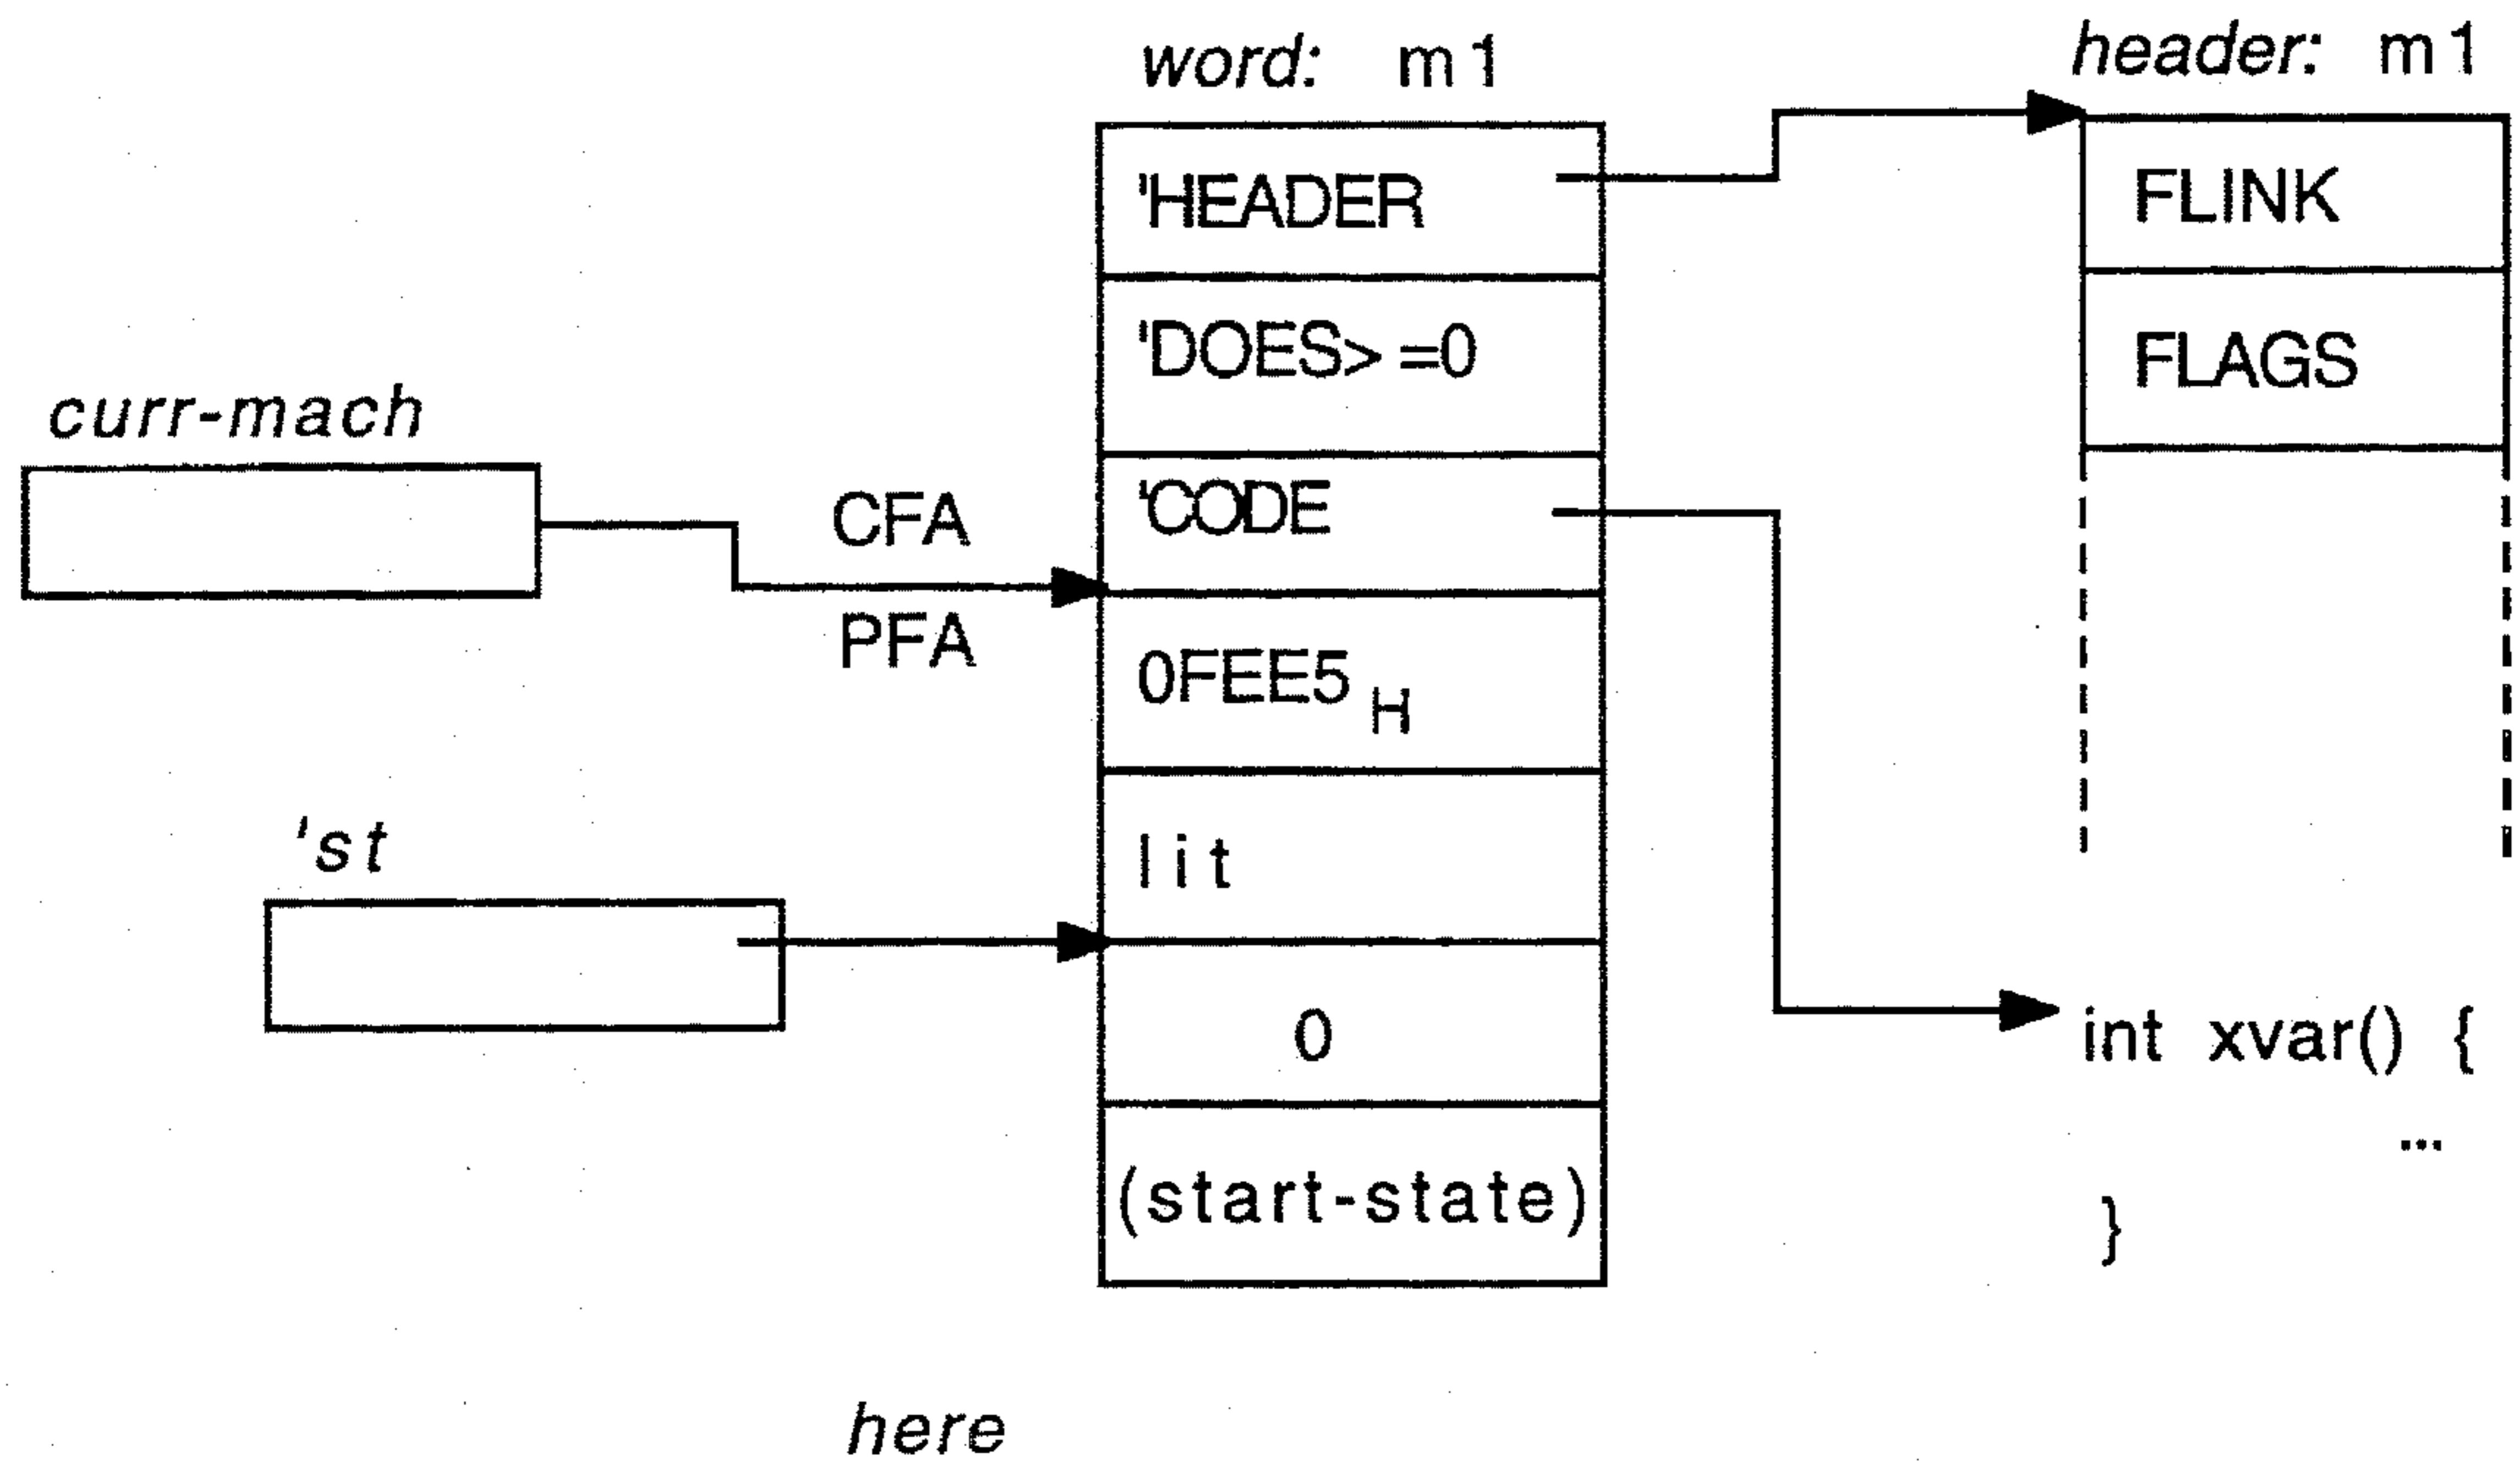 word: m1
header: m1
'HEADER
FLINK
'DOES> =0
FLAGS
curr-mach
CFA
'CODE
PFA
0FEE5 H
lit
'st
0
int xvar() {
...
(start-state)
}
here